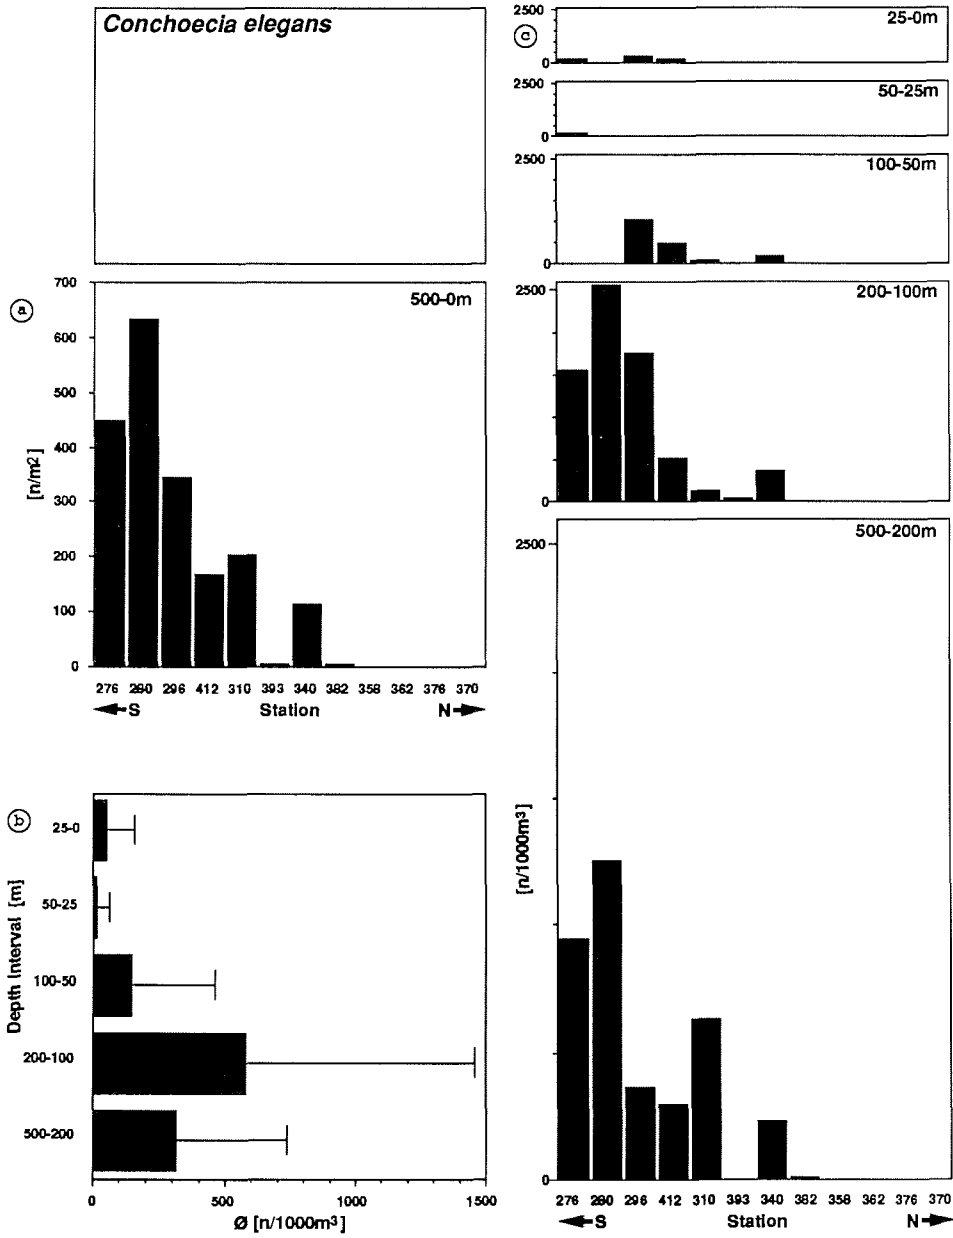 Conchoecia elegans
a
500-0m
700
600
500
400
300
200
100
0
[n/m2]
276 280 296 412 310 393 340 382 358 362 376 370
S Station N
b
Depth Interval [m]
25-0
50-25
100-50
200-100
500-200
0 500 1000 1500
Ø [n/1000m3]
c
2500
25-0m
0
2500
50-25m
0
2500
100-50m
0
2500
200-100m
0
2500
500-200m
0
[n/1000m3]
276 280 296 412 310 393 340 382 358 362 376 370
S Station N